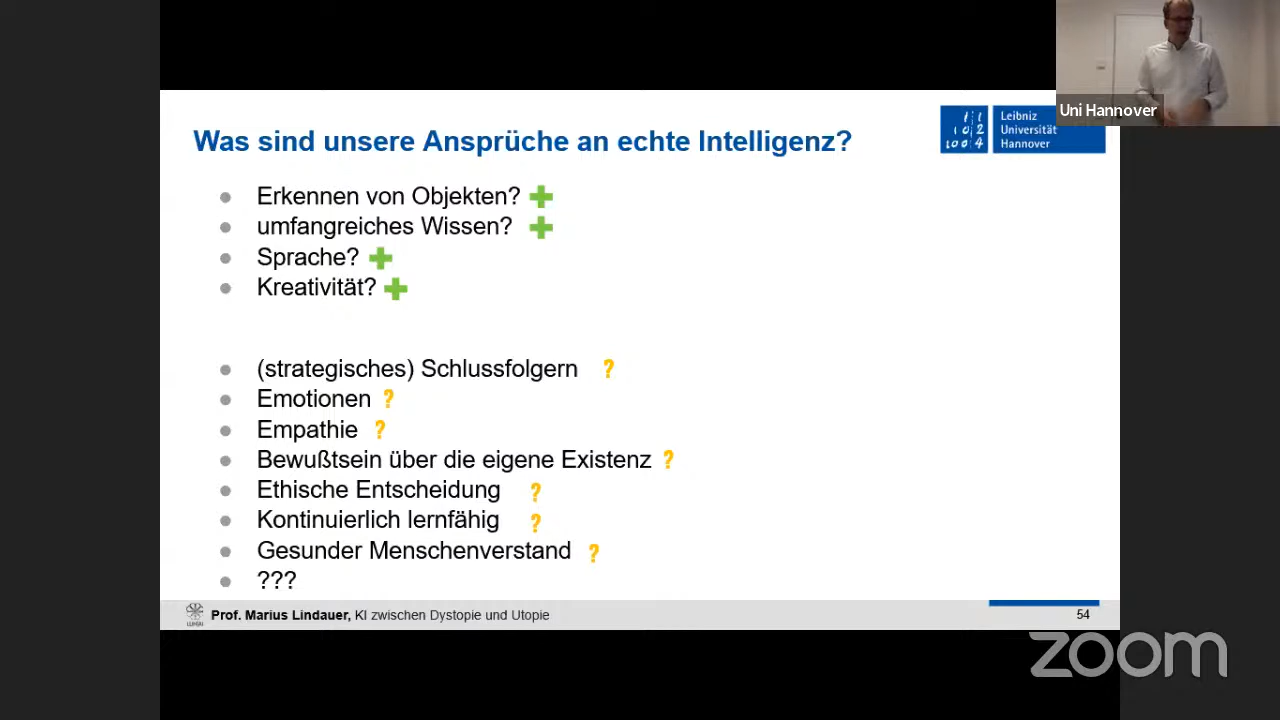 Uni Hannover
Was sind unsere Ansprüche an echte Intelligenz?
Leibniz
Universität
Hannover
Erkennen von Objekten?
umfangreiches Wissen?
Sprache?
Kreativität?
(strategisches) Schlussfolgern ?
Emotionen ?
Empathie ?
Bewußtsein über die eigene Existenz ?
Ethische Entscheidung ?
Kontinuierlich lernfähig ?
Gesunder Menschenverstand ?
???
Prof. Marius Lindauer, KI zwischen Dystopie und Utopie
54
zoom